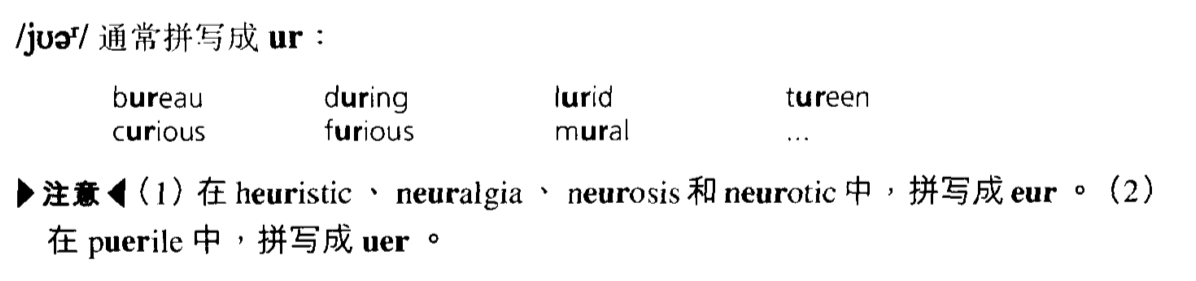 /jʊəʳ/ 通常拼写成 ur：
bureau during lurid tureen
curious furious mural ...
▶注意◀（1）在 heuristic、neuralgia、neurosis 和 neurotic 中，拼写成 eur。（2）
在 puerile 中，拼写成 uer。